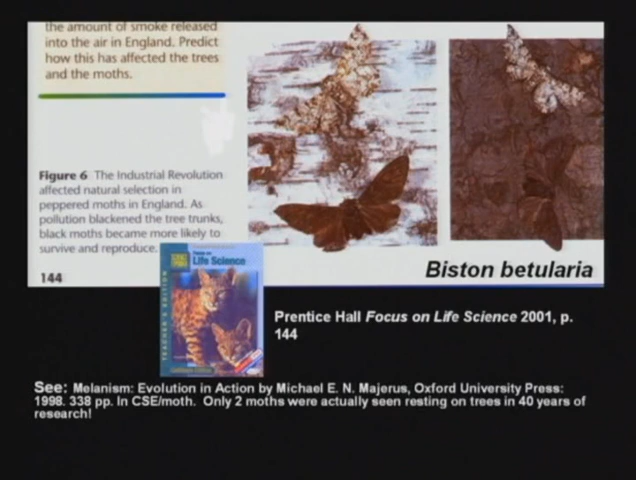 the amount of smoke released
into the air in England. Predict
how this has affected the trees
and the moths.
Figure 6 The Industrial Revolution
affected natural selection in
peppered moths in England. As
pollution blackened the tree trunks,
black moths became more likely to
survive and reproduce.
144
Biston betularia
TEACHER'S EDITION
Focus on
Life Science
Prentice Hall Focus on Life Science 2001, p.
144
See: Melanism: Evolution in Action by Michael E. N. Majerus, Oxford University Press:
1998. 338 pp. In CSE/moth. Only 2 moths were actually seen resting on trees in 40 years of
research!